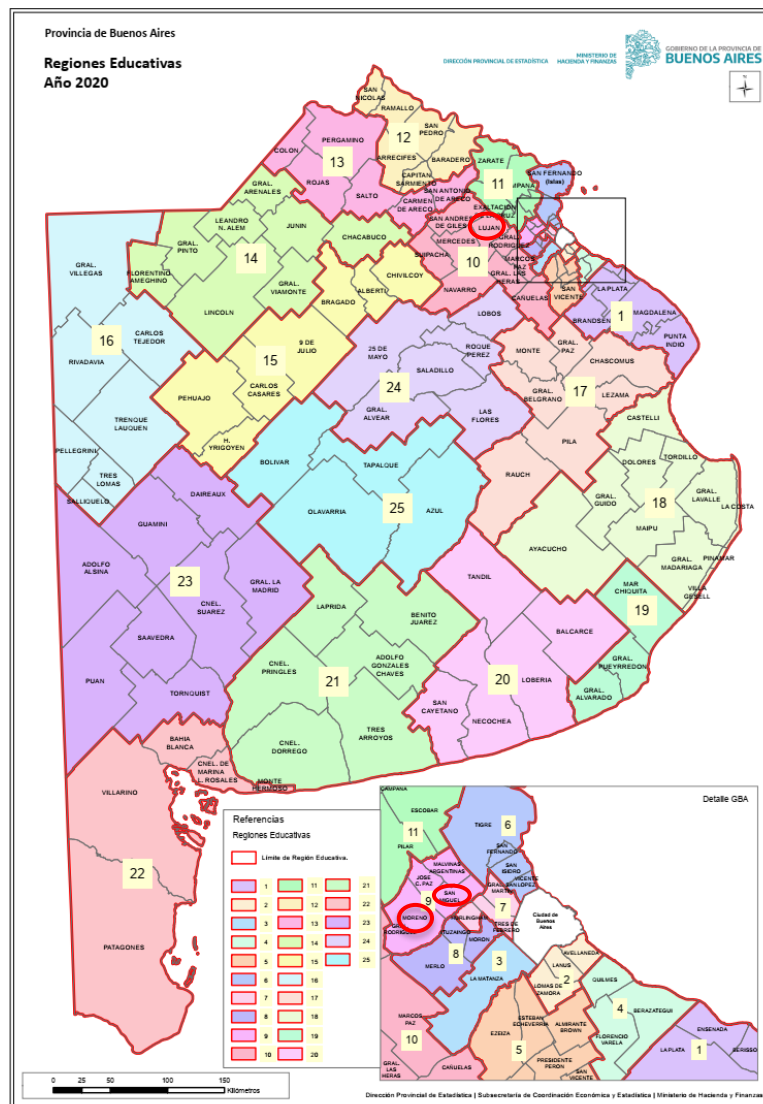 Provincia de Buenos Aires
Regiones Educativas
Año 2020
DIRECCIÓN PROVINCIAL DE ESTADÍSTICA
MINISTERIO DE
HACIENDA Y FINANZAS
GOBIERNO DE LA PROVINCIA DE
BUENOS AIRES
SAN
NICOLAS
RAMALLO
SAN
PEDRO
12
ARRECIFES
BARADERO
CAPITAN
SARMIENTO
COLON
PERGAMINO
13
ROJAS
SALTO
ZARATE
11
SAN FERNANDO
(Islas)
SAN ANTONIO
DE ARECO
CARMEN
DE ARECO
EXALTACION
SAN ANDRES
DE GILES
LUJAN
MERCEDES
SUIPACHA
10
GRAL.
RODRIGUEZ
MARCOS
PAZ
GRAL. LAS
HERAS
NAVARRO
CAÑUELAS
SAN
VICENTE
LA PLATA
BRANDSEN
1
MAGDALENA
PUNTA
INDIO
GRAL.
ARENALES
LEANDRO
N. ALEM
JUNIN
CHACABUCO
GRAL.
PINTO
14
FLORENTINO
AMEGHINO
LINCOLN
GRAL.
VIAMONTE
BRAGADO
ALBERTI
CHIVILCOY
GRAL.
VILLEGAS
16
CARLOS
TEJEDOR
RIVADAVIA
TRENQUE
LAUQUEN
PELLEGRINI
TRES
LOMAS
SALLIQUELO
15
9 DE
JULIO
CARLOS
CASARES
PEHUAJO
H.
YRIGOYEN
LOBOS
25 DE
MAYO
ROQUE
PEREZ
SALADILLO
24
GRAL.
ALVEAR
LAS
FLORES
MONTE
GRAL.
PAZ
CHASCOMUS
GRAL.
BELGRANO
17
LEZAMA
PILA
RAUCH
CASTELLI
DOLORES
TORDILLO
GRAL.
GUIDO
18
GRAL.
LAVALLE
LA COSTA
MAIPU
AYACUCHO
GRAL.
MADARIAGA
PINAMAR
VILLA
GESELL
BOLIVAR
TAPALQUE
OLAVARRIA
25
AZUL
DAIREAUX
GUAMINI
ADOLFO
ALSINA
23
GRAL. LA
MADRID
CNEL.
SUAREZ
SAAVEDRA
PUAN
TORNQUIST
LAPRIDA
BENITO
JUAREZ
CNEL.
PRINGLES
21
ADOLFO
GONZALES
CHAVES
TRES
ARROYOS
CNEL.
DORREGO
MONTE
HERMOSO
TANDIL
BALCARCE
20
LOBERIA
SAN
CAYETANO
NECOCHEA
MAR
CHIQUITA
19
GRAL.
PUEYRREDON
GRAL.
ALVARADO
BAHIA
BLANCA
CNEL. DE
MARINA
L. ROSALES
VILLARINO
22
PATAGONES
Referencias
Regiones Educativas
Límite de Región Educativa.
1 11 21
2 12 22
3 13 23
4 14 24
5 15 25
6 16
7 17
8 18
9 19
10 20
0 25 50 100 150
Kilómetros
Detalle GBA
CAMPANA
ESCOBAR
11
PILAR
TIGRE
6
SAN
FERNANDO
SAN
ISIDRO
VICENTE
LOPEZ
MALVINAS
ARGENTINAS
JOSE
C. PAZ
9
SAN
MIGUEL
MORENO
GRAL.
RODRIGUEZ
HURLINGHAM
ITUZAINGO
MORON
7
TRES DE
FEBRERO
Ciudad de
Buenos
Aires
8
MERLO
3
LA MATANZA
AVELLANEDA
LANUS
2
LOMAS DE
ZAMORA
QUILMES
4
BERAZATEGUI
FLORENCIO
VARELA
ENSENADA
1
LA PLATA
BERISSO
MARCOS
PAZ
10
GRAL.
LAS
HERAS
CAÑUELAS
EZEIZA
ESTEBAN
ECHEVERRIA
ALMIRANTE
BROWN
5
PRESIDENTE
PERON
SAN
VICENTE
Dirección Provincial de Estadística | Subsecretaría de Coordinación Económica y Estadística | Ministerio de Hacienda y Finanzas